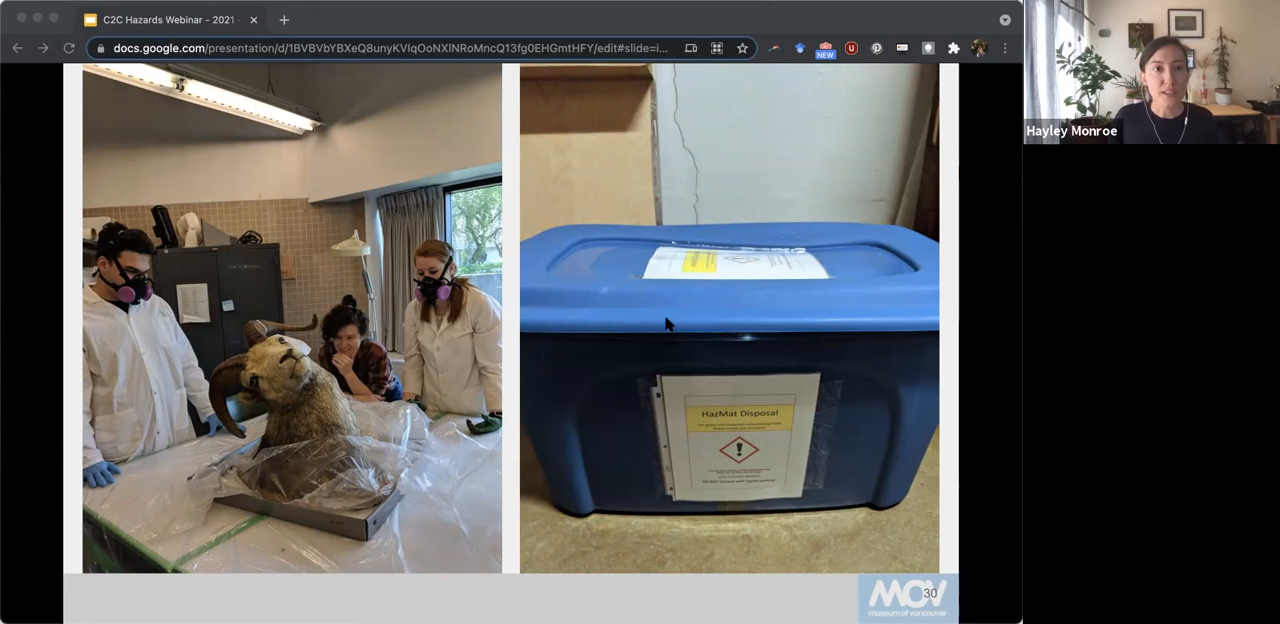 C2C Hazards Webinar - 2021
docs.google.com/presentation/d/1BVBVbYBXeQ8unyKVIqOoNXlNRoMncQ13fg0EHGmtHFY/edit#slide=i...
NEW
Hayley Monroe
HazMat Disposal
MOV
30
museum of vancouver